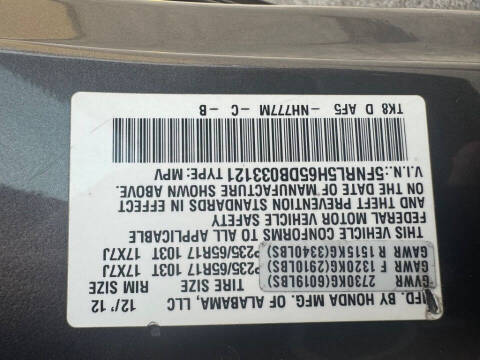 MFD. BY HONDA MFG. OF ALABAMA, LLC 12/'12
GVWR 2730KG(6019LBS) TIRE SIZE RIM SIZE
GAWR F 1320KG(2910LBS) P235/65R17 103T 17X7J
GAWR R 1515KG(3340LBS) P235/65R17 103T 17X7J
THIS VEHICLE CONFORMS TO ALL APPLICABLE
FEDERAL MOTOR VEHICLE SAFETY
AND THEFT PREVENTION STANDARDS IN EFFECT
ON THE DATE OF MANUFACTURE SHOWN ABOVE.
V.I.N.: 5FNRL5H65DB033121 TYPE: MPV
TK8 D AF5 -NH777M -C -B